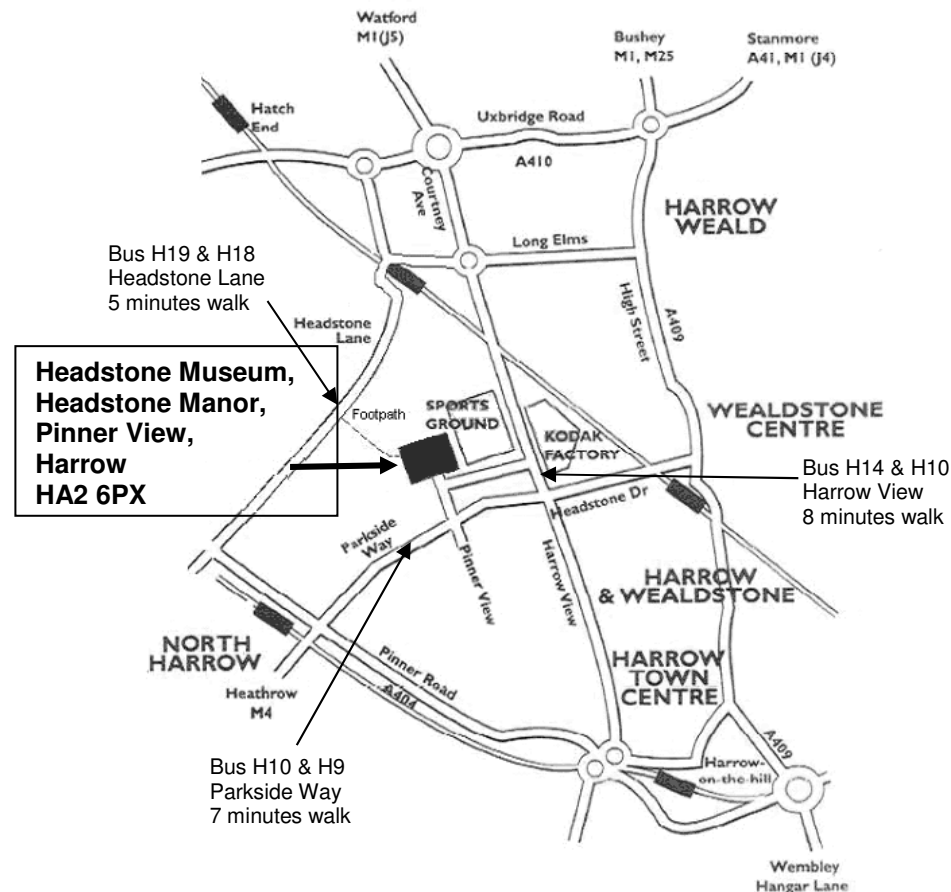 Watford
M1(J5)
Bushey
M1, M25
Stanmore
A41, M1 (J4)
Hatch
End
Uxbridge Road
A410
Courtney
Ave
HARROW
WEALD
Long Elms
Bus H19 & H18
Headstone Lane
5 minutes walk
High Street
A409
Headstone
Lane
Headstone Museum,
Headstone Manor,
Pinner View,
Harrow
HA2 6PX
Footpath
SPORTS
GROUND
KODAK
FACTORY
WEALDSTONE
CENTRE
Bus H14 & H10
Harrow View
8 minutes walk
Headstone Dr
Parkside
Way
Pinner View
Harrow View
HARROW
& WEALDSTONE
NORTH
HARROW
Pinner Road
A404
HARROW
TOWN
CENTRE
Heathrow
M4
A409
Harrow-
on-the-hill
Bus H10 & H9
Parkside Way
7 minutes walk
Wembley
Hangar Lane